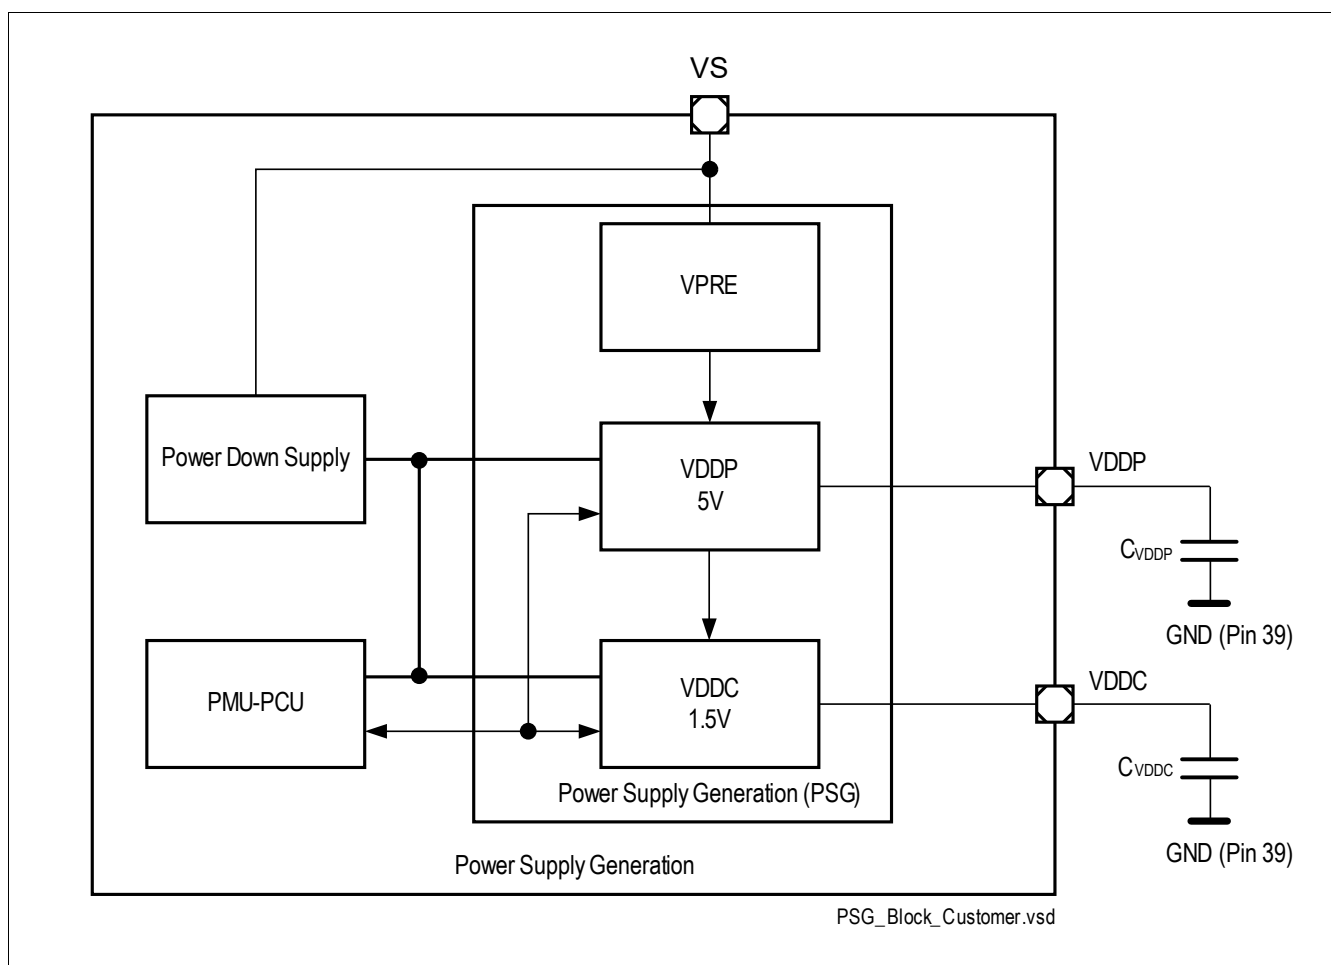 VS
VPRE
Power Down Supply
VDDP
5V
VDDP
CVDDP
GND (Pin 39)
PMU-PCU
VDDC
1.5V
VDDC
CVDDC
GND (Pin 39)
Power Supply Generation (PSG)
Power Supply Generation
PSG_Block_Customer.vsd